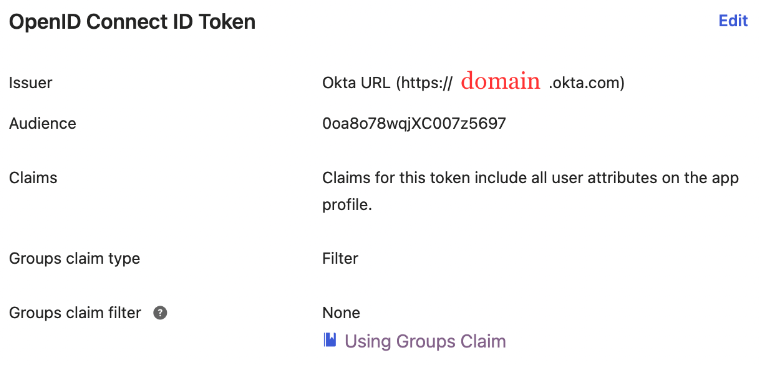 OpenID Connect ID Token Edit
Issuer Okta URL (https:// domain .okta.com)
Audience 0oa8o78wqjXC007z5697
Claims Claims for this token include all user attributes on the app
profile.
Groups claim type Filter
Groups claim filter ? None
Using Groups Claim